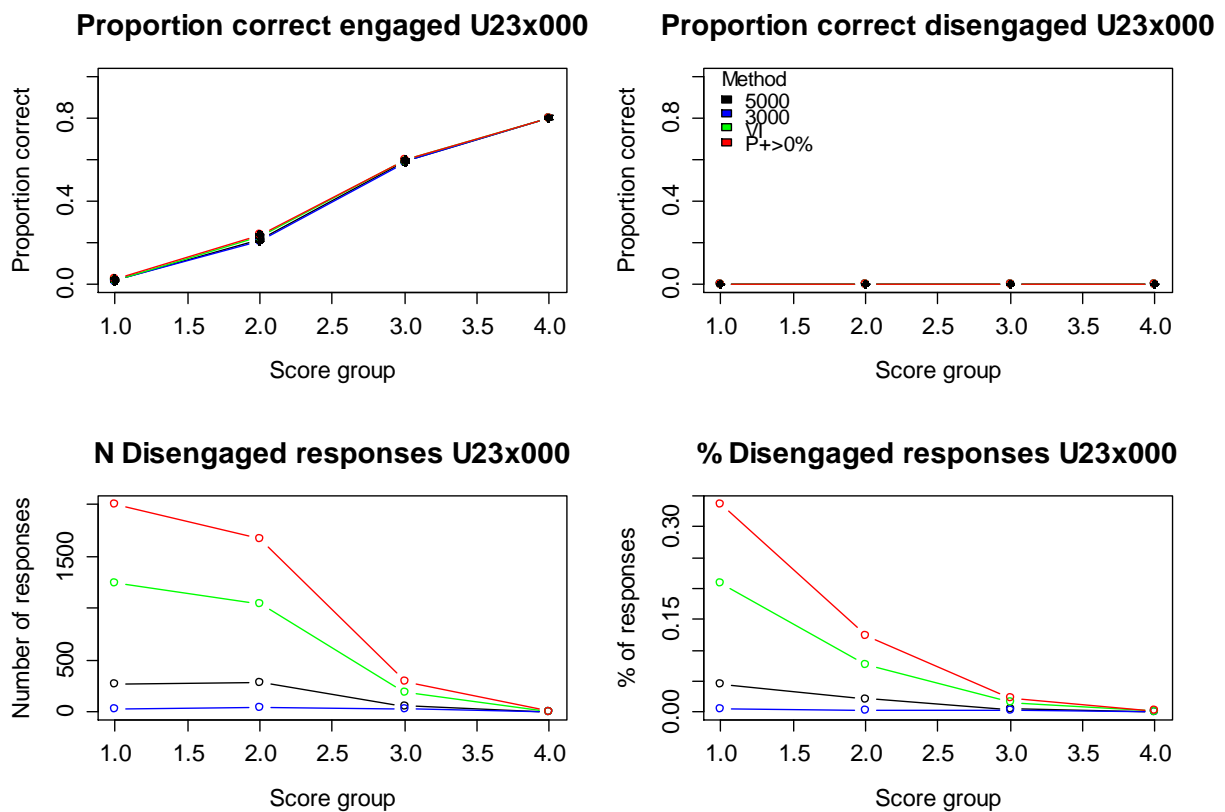 Proportion correct engaged U23x000
Proportion correct
0.0 0.4 0.8
1.0 1.5 2.0 2.5 3.0 3.5 4.0
Score group
Proportion correct disengaged U23x000
Proportion correct
0.0 0.4 0.8
Method
5000
3000
VI
P+>0%
1.0 1.5 2.0 2.5 3.0 3.5 4.0
Score group
N Disengaged responses U23x000
Number of responses
0 500 1500
1.0 1.5 2.0 2.5 3.0 3.5 4.0
Score group
% Disengaged responses U23x000
% of responses
0.00 0.15 0.30
1.0 1.5 2.0 2.5 3.0 3.5 4.0
Score group